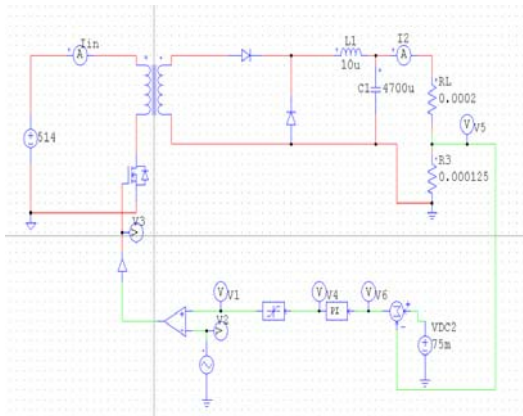 Iin
A
514
L1
10u
C1
4700u
I2
A
RL
0.0002
V
V5
R3
0.000125
V3
V
V
V1
V2
V
V
V4
PI
V
V6
VDC2
75m